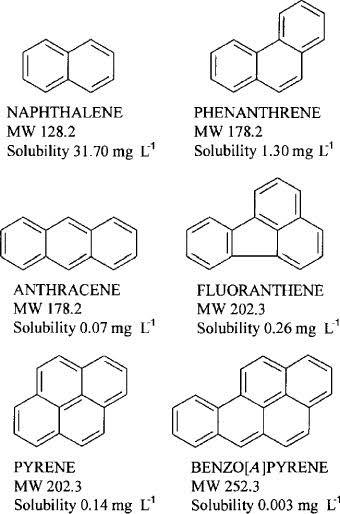 NAPHTHALENE
MW 128.2
Solubility 31.70 mg L⁻¹
PHENANTHRENE
MW 178.2
Solubility 1.30 mg L⁻¹
ANTHRACENE
MW 178.2
Solubility 0.07 mg L⁻¹
FLUORANTHENE
MW 202.3
Solubility 0.26 mg L⁻¹
PYRENE
MW 202.3
Solubility 0.14 mg L⁻¹
BENZO[A]PYRENE
MW 252.3
Solubility 0.003 mg L⁻¹